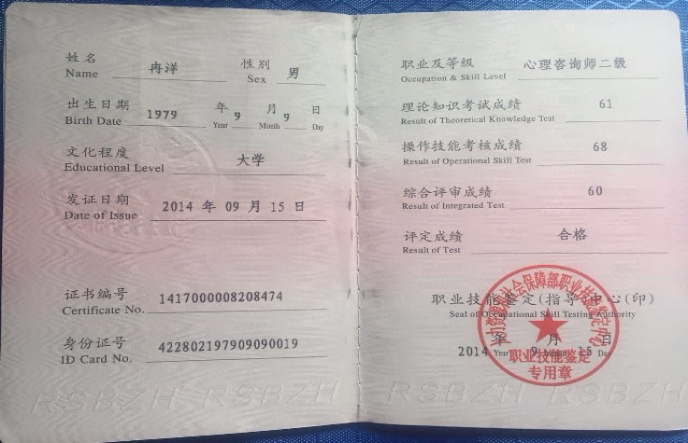 姓名 冉洋 性别 男
Name Sex
出生日期 1979 年 9 月 9 日
Birth Date Year Month Day
文化程度 大学
Educational Level
发证日期 2014 年 09 月 15 日
Date of Issue
证书编号 1417000008208474
Certificate No.
身份证号 422802197909090019
ID Card No.
RSBZH RSBZH
职业及等级 心理咨询师二级
Occupation & Skill Level
理论知识考试成绩 61
Result of Theoretical Knowledge Test
操作技能考核成绩 68
Result of Operational Skill Test
综合评审成绩 60
Result of Integrated Test
评定成绩 合格
Result of Test
职业技能鉴定(指导)中心(印)
Seal of Occupational Skill Testing Authority
2014 年 9 月 15 日
Year Month Day
职业技能鉴定
专用章
RSBZH RSBZH